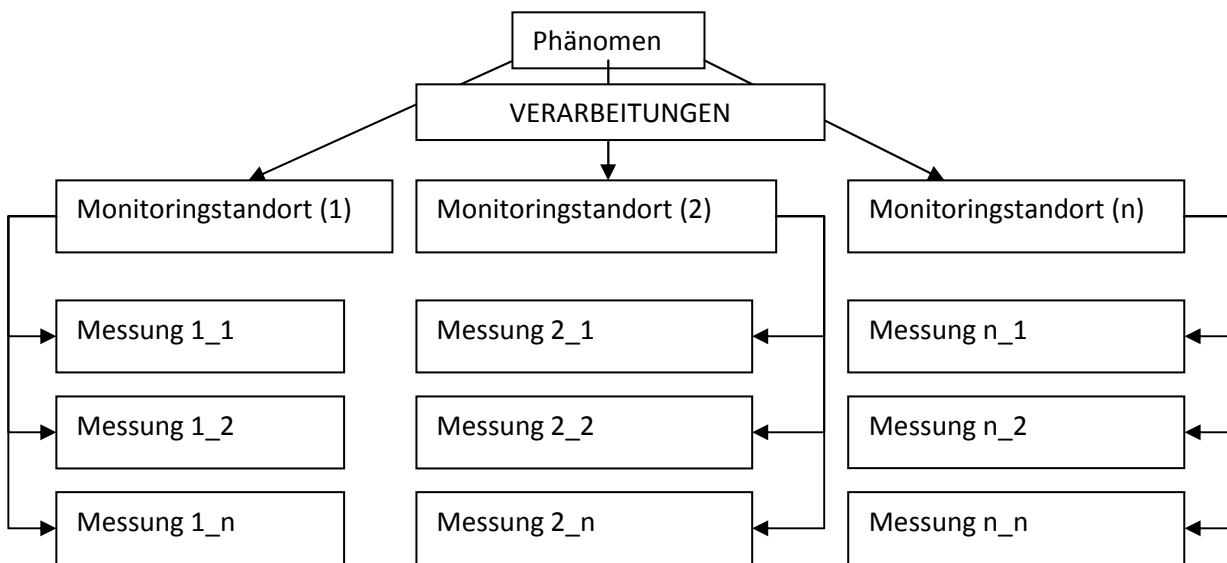 Phänomen
VERARBEITUNGEN
Monitoringstandort (1)
Monitoringstandort (2)
Monitoringstandort (n)
Messung 1_1
Messung 2_1
Messung n_1
Messung 1_2
Messung 2_2
Messung n_2
Messung 1_n
Messung 2_n
Messung n_n